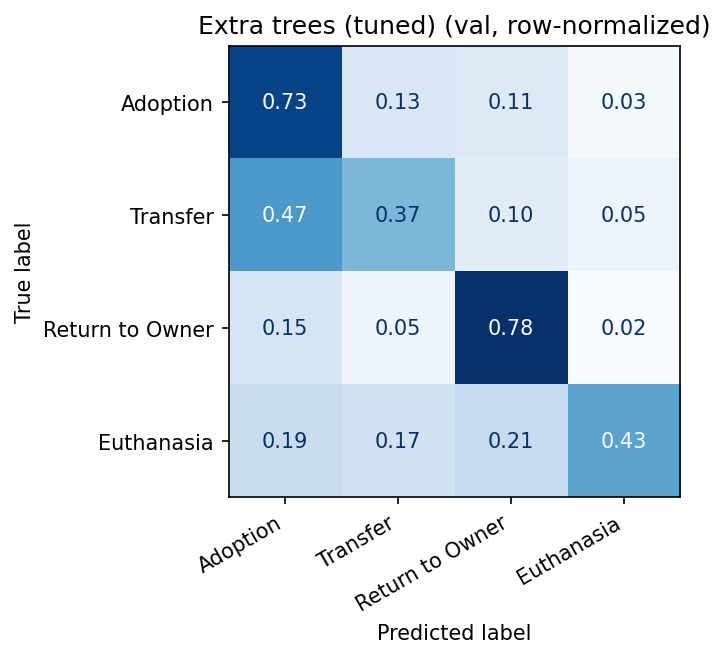 Extra trees (tuned) (val, row-normalized)
True label
Adoption 0.73 0.13 0.11 0.03
Transfer 0.47 0.37 0.10 0.05
Return to Owner 0.15 0.05 0.78 0.02
Euthanasia 0.19 0.17 0.21 0.43
Adoption Transfer Return to Owner Euthanasia
Predicted label